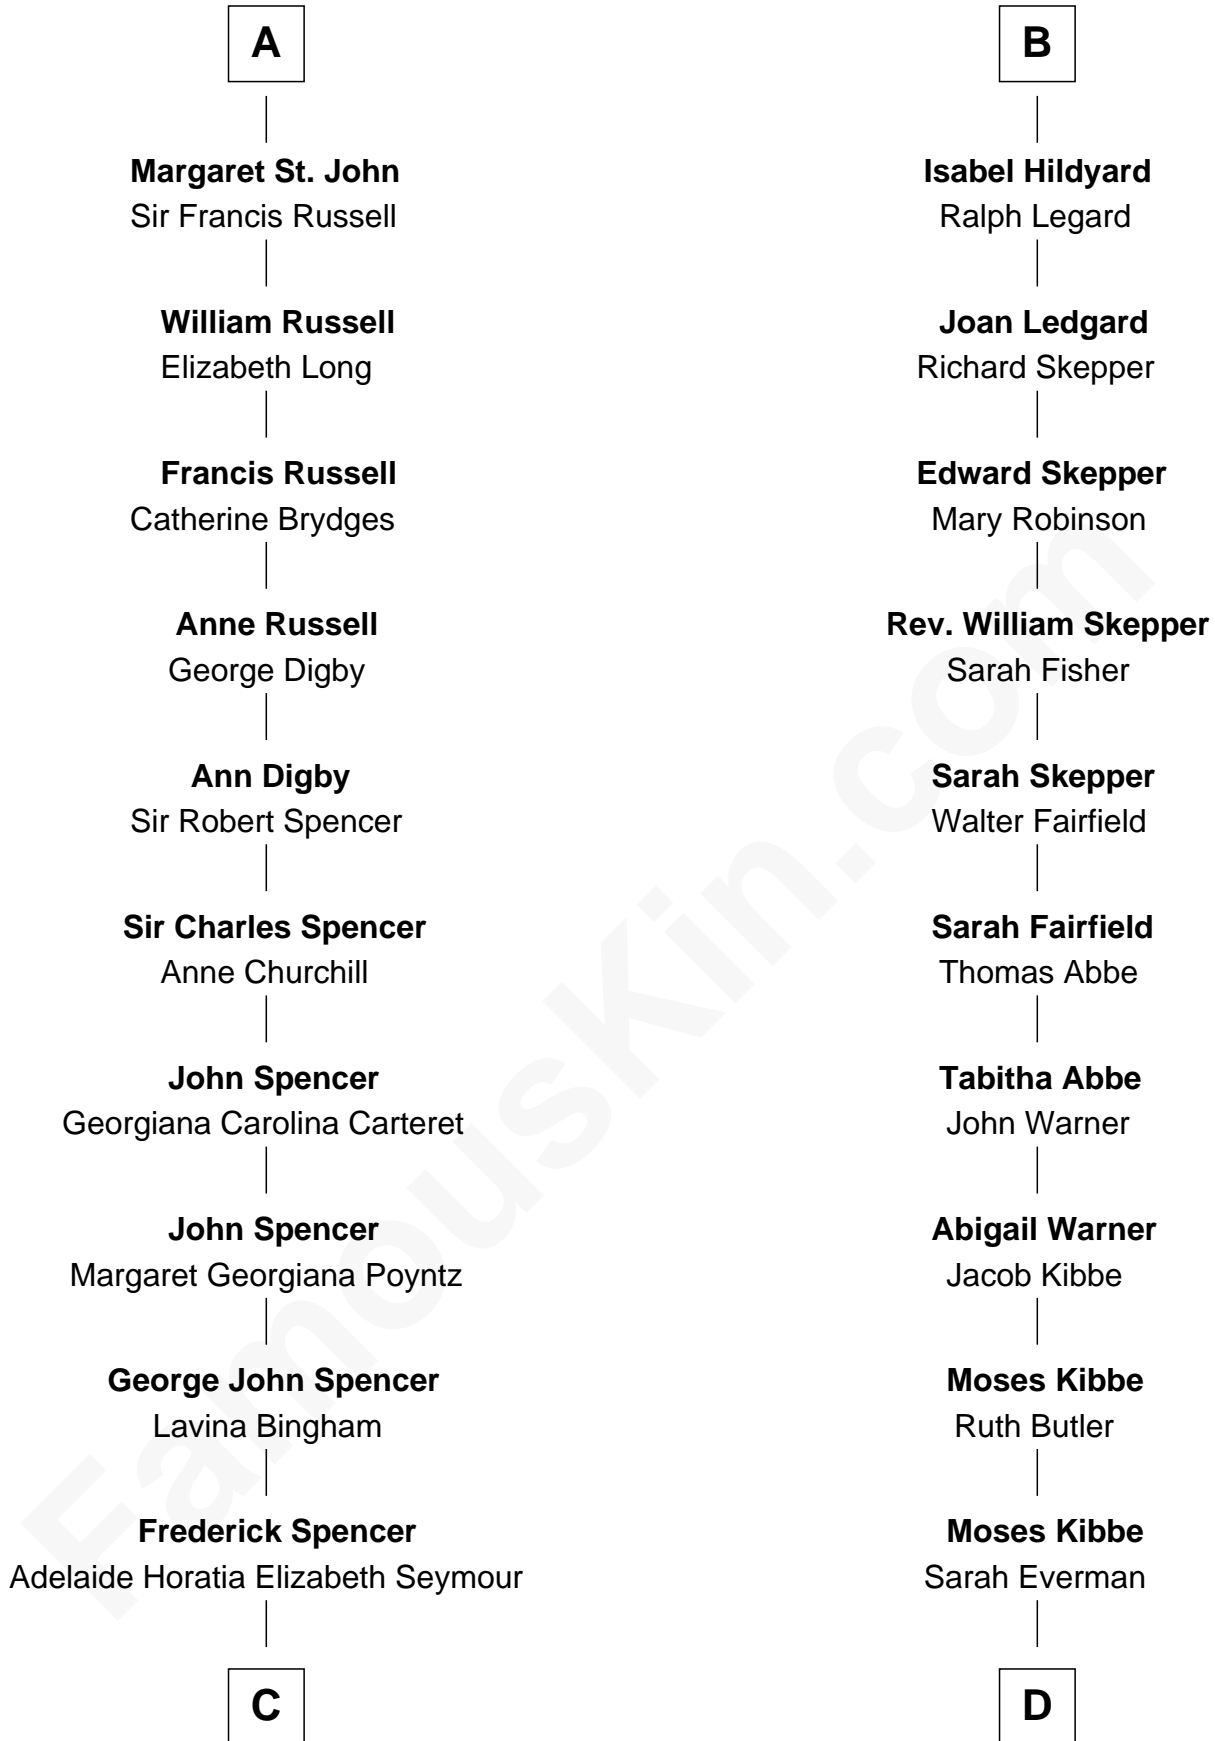 A
Margaret St. John
Sir Francis Russell
William Russell
Elizabeth Long
Francis Russell
Catherine Brydges
Anne Russell
George Digby
Ann Digby
Sir Robert Spencer
Sir Charles Spencer
Anne Churchill
John Spencer
Georgiana Carolina Carteret
John Spencer
Margaret Georgiana Poyntz
George John Spencer
Lavina Bingham
Frederick Spencer
Adelaide Horatia Elizabeth Seymour
C
B
Isabel Hildyard
Ralph Legard
Joan Ledgard
Richard Skepper
Edward Skepper
Mary Robinson
Rev. William Skepper
Sarah Fisher
Sarah Skepper
Walter Fairfield
Sarah Fairfield
Thomas Abbe
Tabitha Abbe
John Warner
Abigail Warner
Jacob Kibbe
Moses Kibbe
Ruth Butler
Moses Kibbe
Sarah Everman
D
FamousKin.com